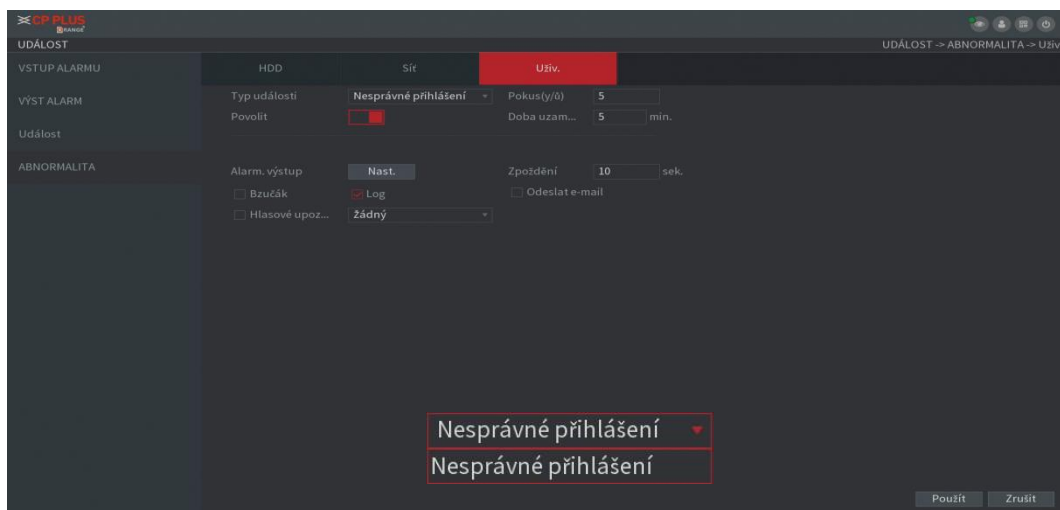 CP PLUS
ORANGE
UDÁLOST
UDÁLOST -> ABNORMALITA -> Uživ
VSTUP ALARMU
VÝST ALARM
Událost
ABNORMALITA
HDD
Síť
Uživ.
Typ události
Nesprávné přihlášení
Pokus(y/ů)
5
Povolit
Doba uzam...
5
min.
Alarm. výstup
Nast.
Zpoždění
10
sek.
Bzučák
Log
Odeslat e-mail
Hlasové upoz...
žádný
Nesprávné přihlášení
Nesprávné přihlášení
Použít
Zrušit